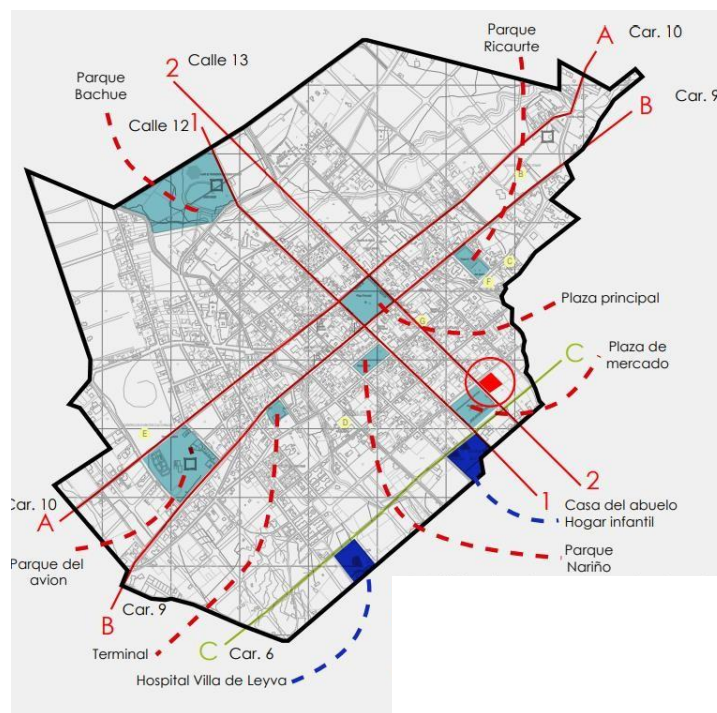 Parque
Ricaurte
A
Car. 10
2
Calle 13
Parque
Bachue
B
Car. 9
Calle 12
1
B
C
F
Plaza principal
G
C
Plaza de
mercado
D
E
Car. 10
A
1
2
Casa del abuelo
Hogar infantil
Parque del
avion
Parque
Nariño
B
Car. 9
C
Car. 6
Terminal
Hospital Villa de Leyva